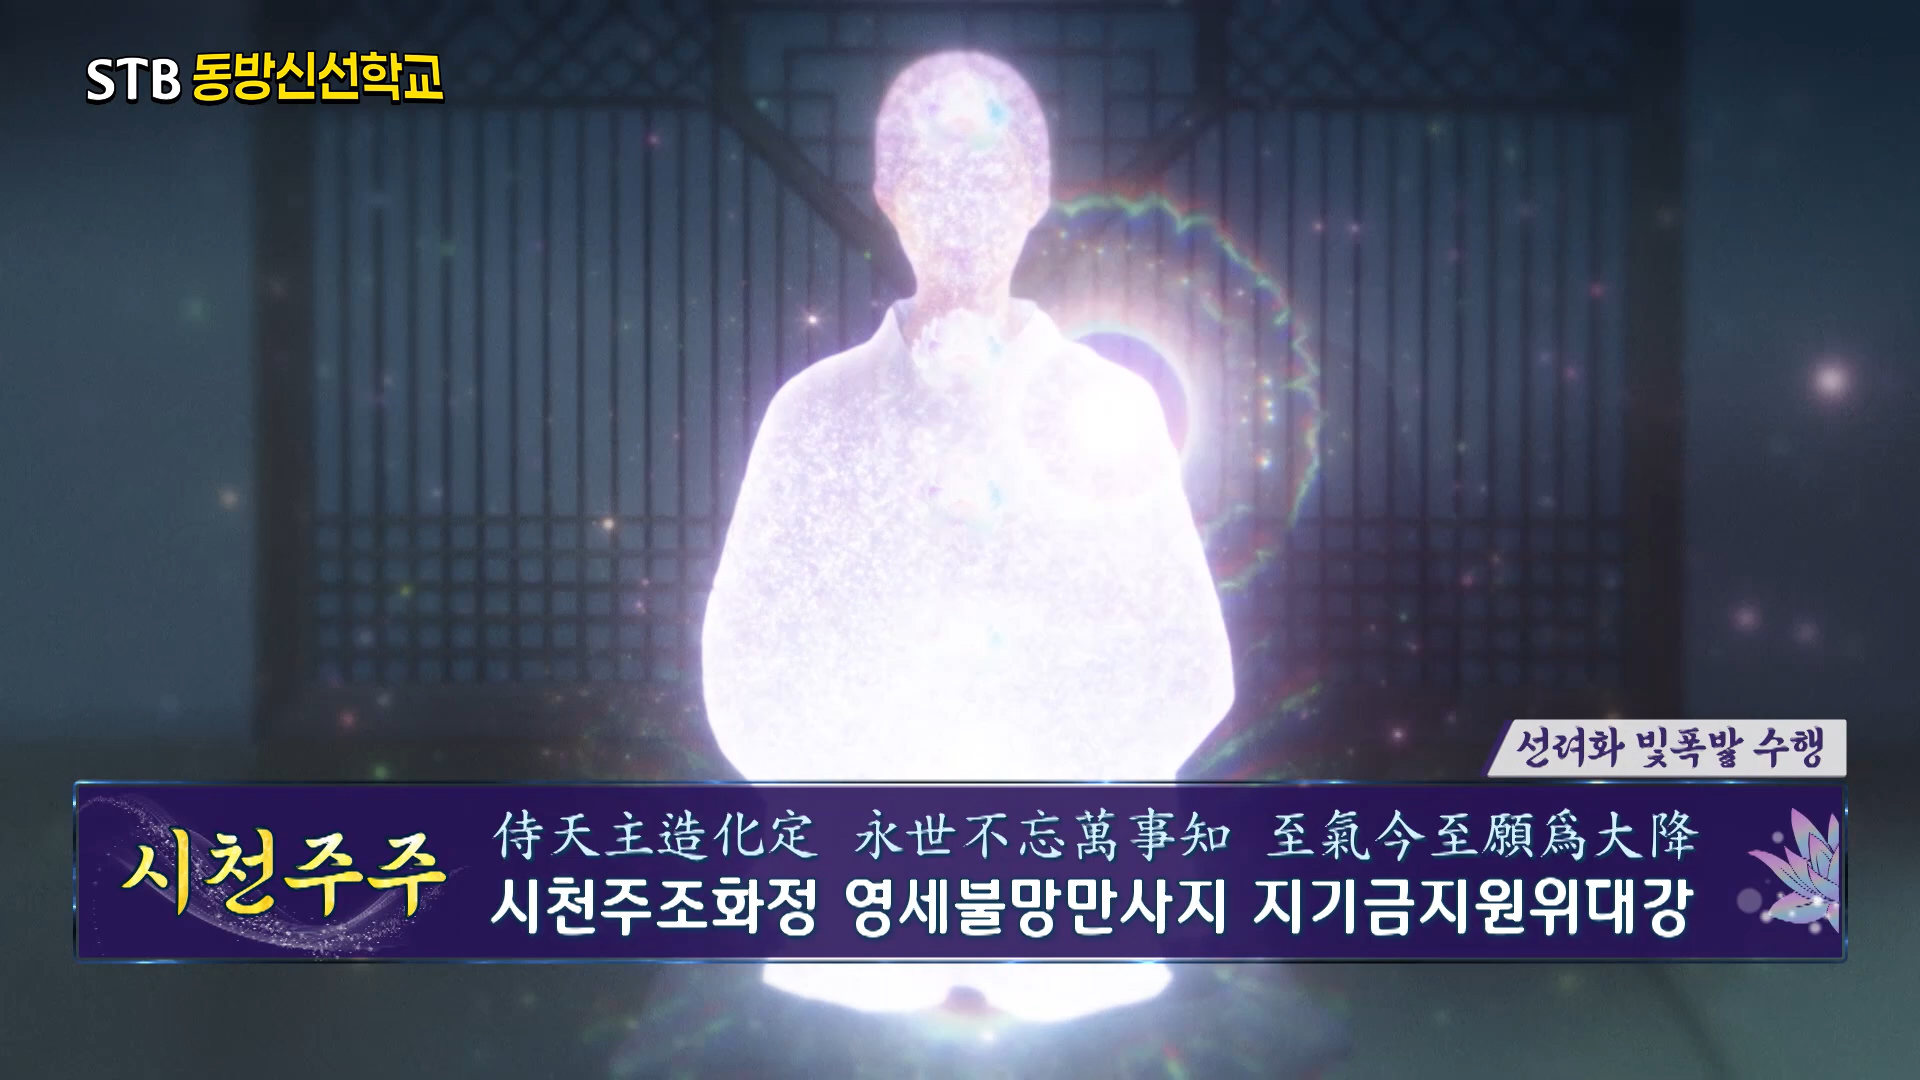 STB 동방신선학교
선려화 빛폭발 수행
시천주주
侍天主造化定 永世不忘萬事知 至氣今至願爲大降
시천주조화정 영세불망만사지 지기금지원위대강